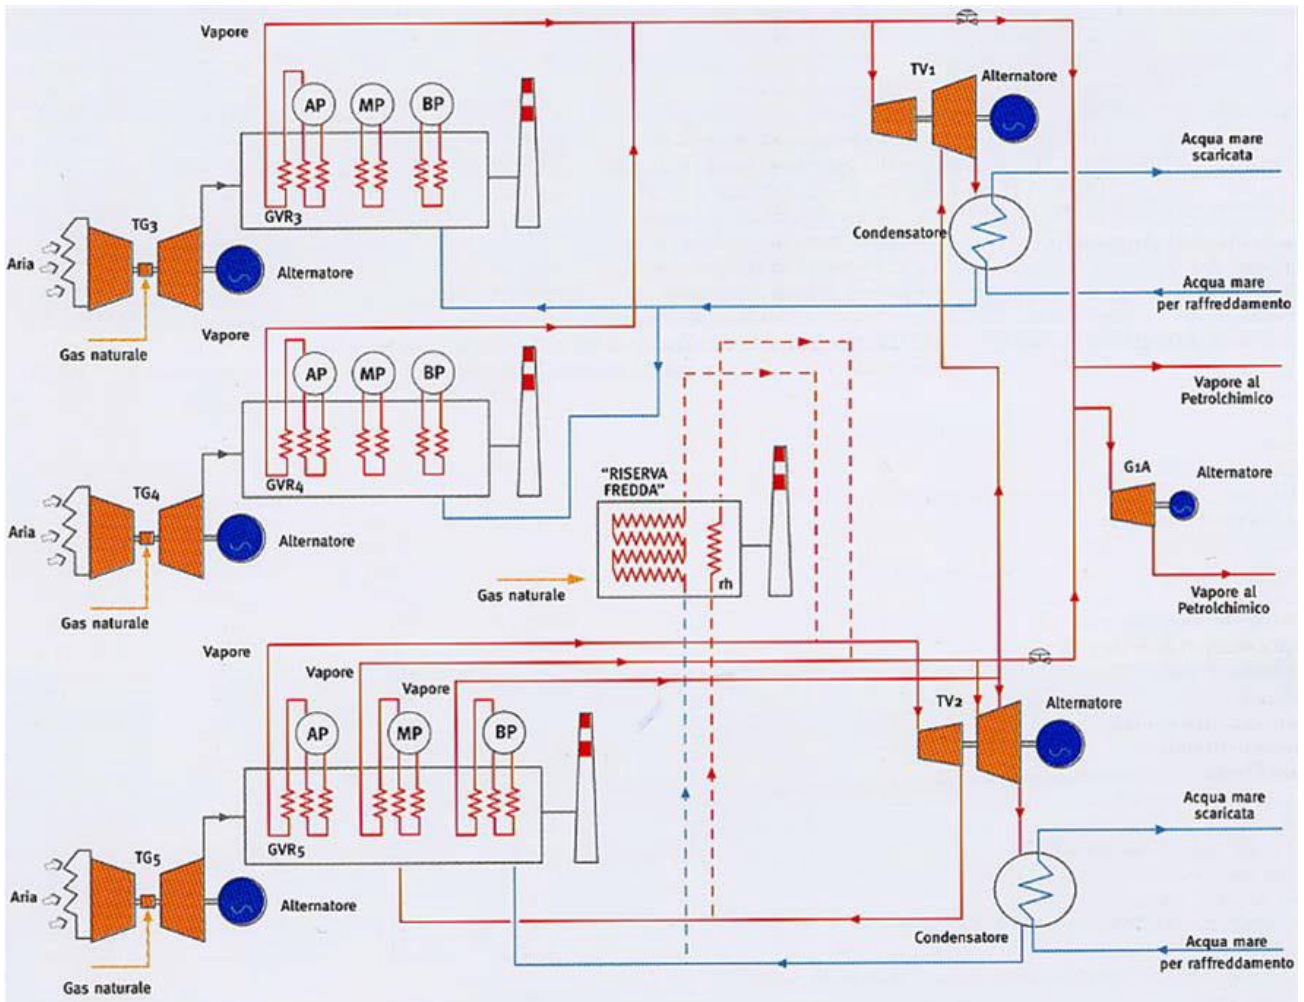 Vapore
AP
MP
BP
GVR3
TG3
Aria
Alternatore
Gas naturale
TV1
Alternatore
Acqua mare
scaricata
Condensatore
Acqua mare
per raffreddamento
Vapore
AP
MP
BP
GVR4
TG4
Aria
Alternatore
Gas naturale
"RISERVA
FREDDA"
rh
Gas naturale
Vapore al
Petrolchimico
G1A
Alternatore
Vapore al
Petrolchimico
Vapore
Vapore
Vapore
AP
MP
BP
GVR5
TG5
Aria
Alternatore
Gas naturale
TV2
Alternatore
Acqua mare
scaricata
Condensatore
Acqua mare
per raffreddamento